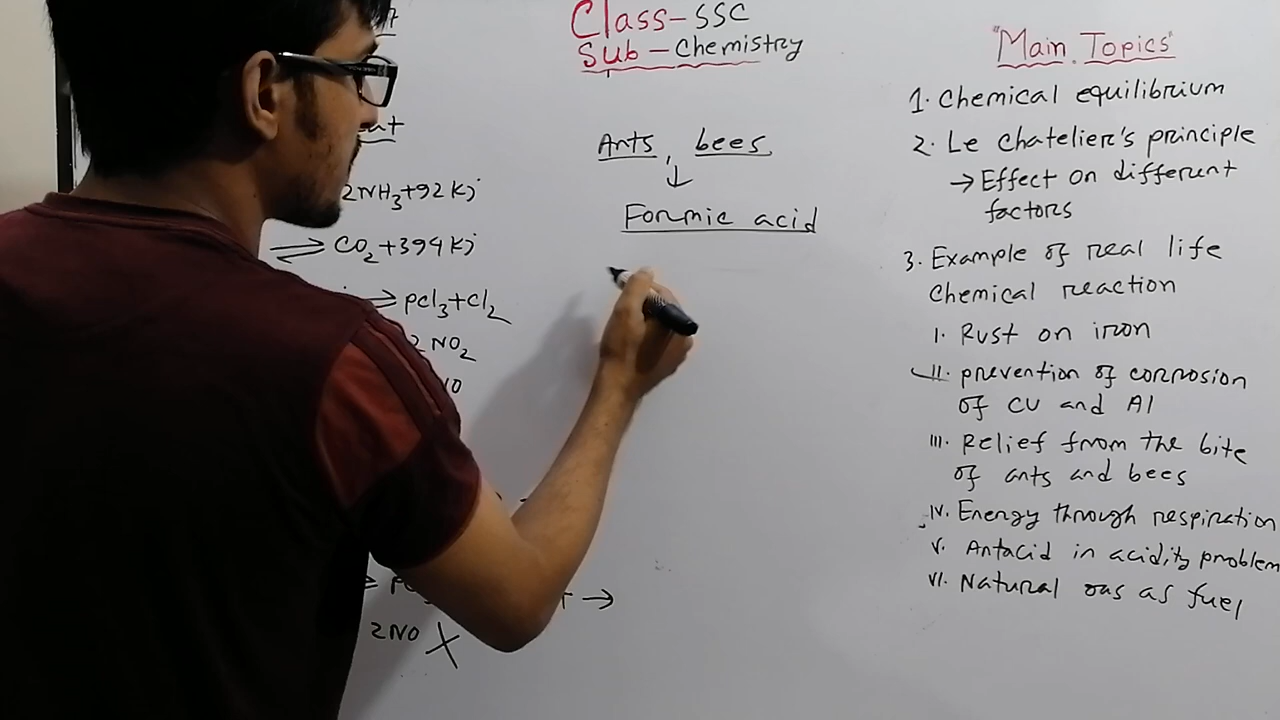 Class-SSC
Sub-Chemistry
2NH3+92Kj
⇌ CO2+394Kj
⇌ PCl3+Cl2
2NO2
2NO
Ants, bees
↓
Formic acid
"Main Topics"
1. Chemical equilibrium
2. Le Chatelier's principle
→ Effect on different
factors
3. Example of real life
Chemical reaction
I. Rust on iron
II. prevention of corrosion
of CU and Al
III. Relief from the bite
of ants and bees
IV. Energy through respiration
V. Antacid in acidity problem
VI. Natural gas as fuel